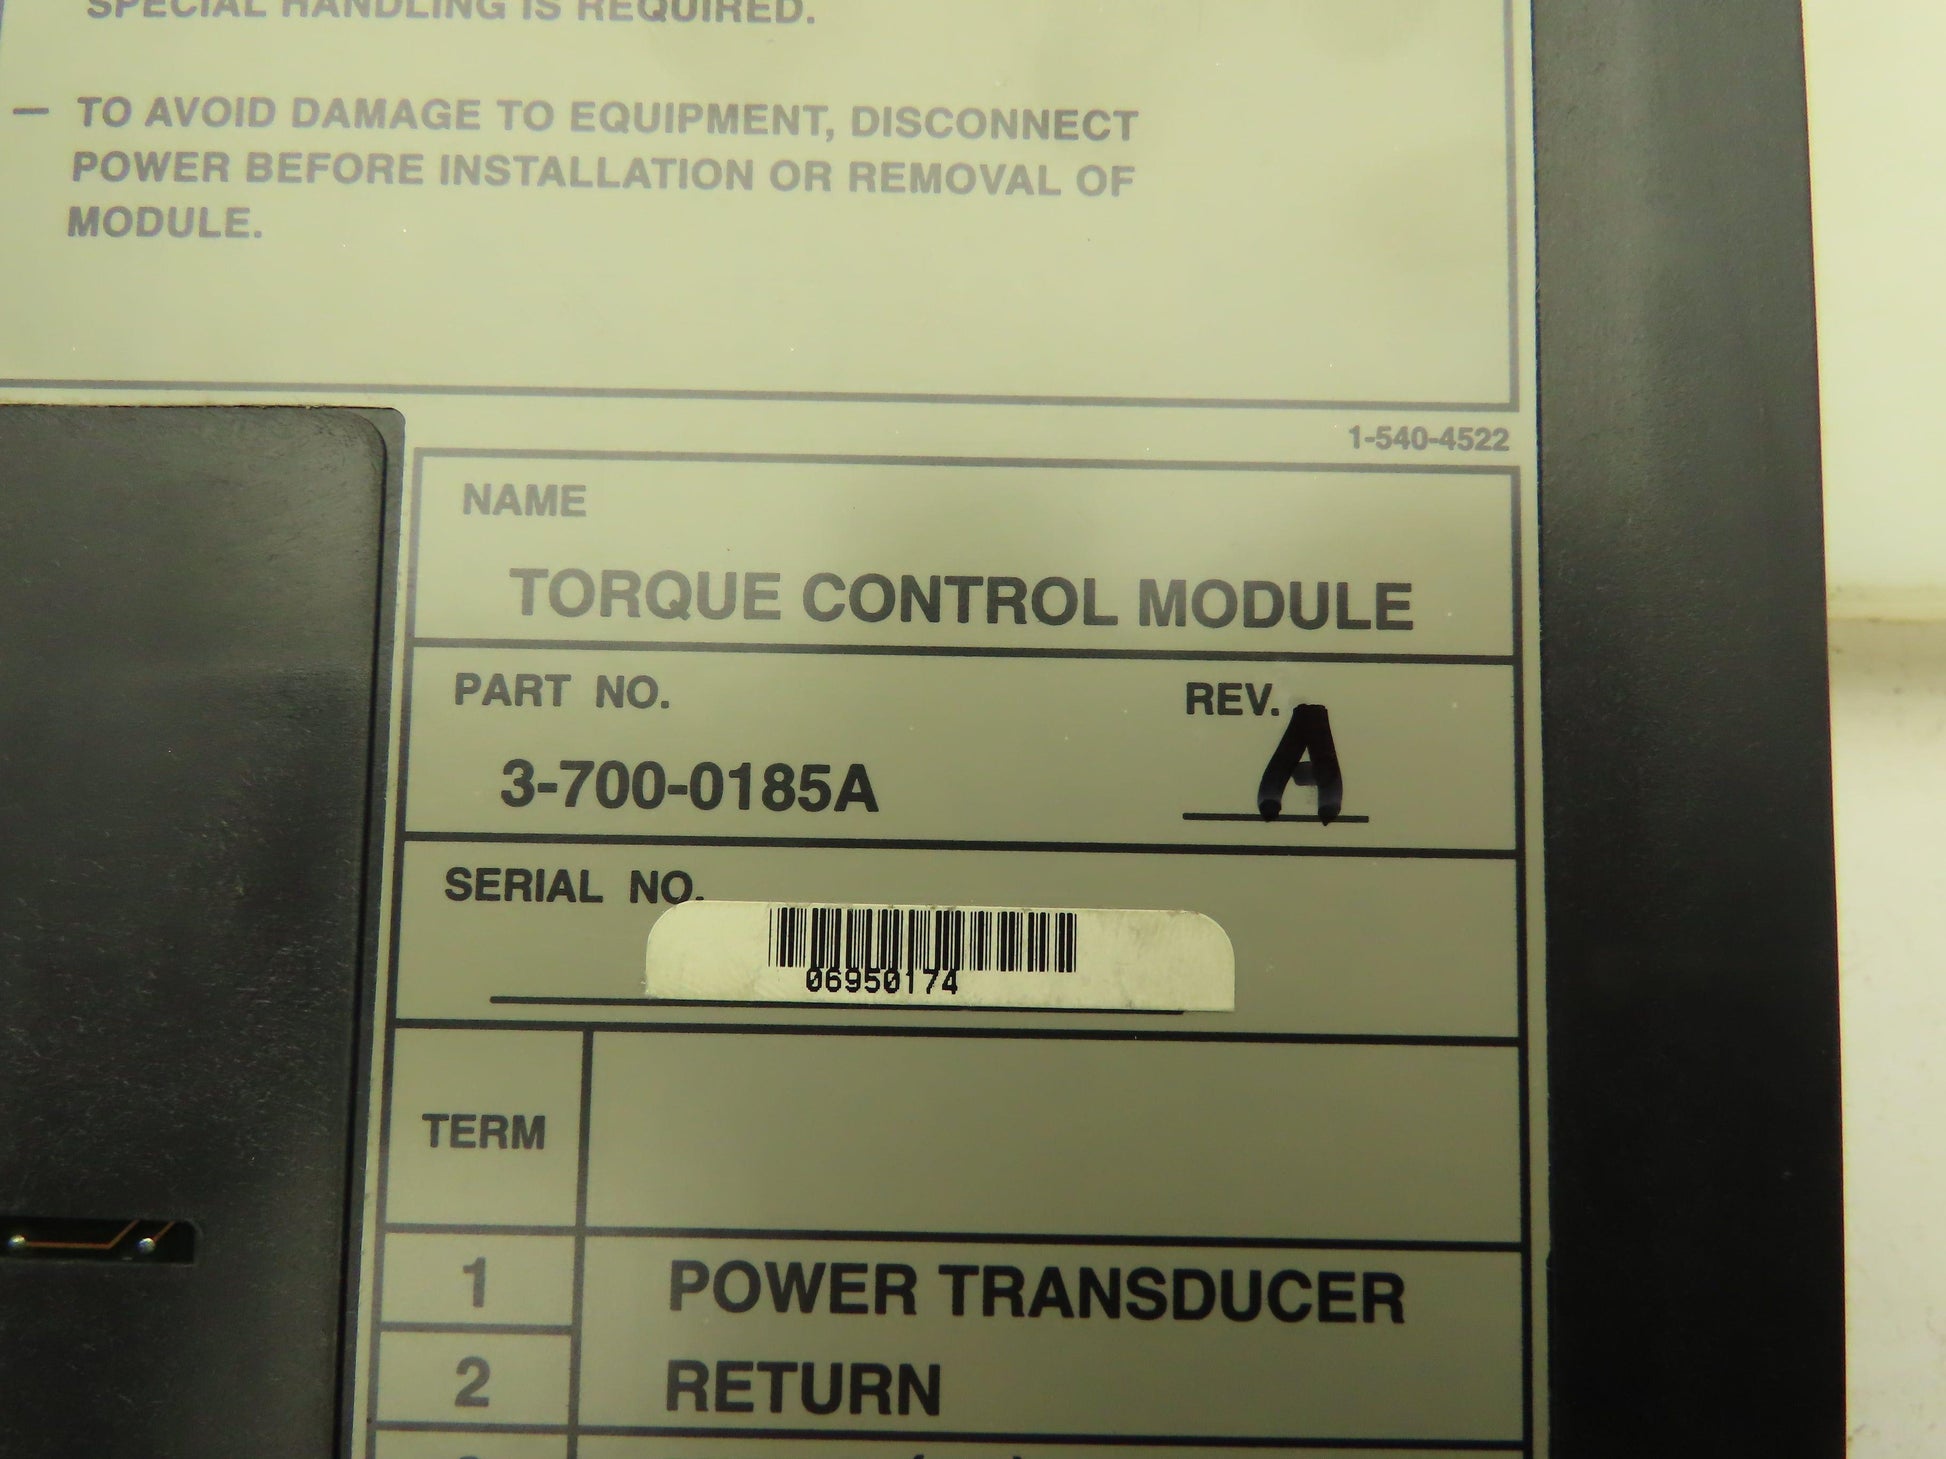 SPECIAL HANDLING IS REQUIRED.
— TO AVOID DAMAGE TO EQUIPMENT, DISCONNECT
POWER BEFORE INSTALLATION OR REMOVAL OF
MODULE.
1-540-4522
NAME
TORQUE CONTROL MODULE
PART NO.
REV.
3-700-0185A
A
SERIAL NO.
06950174
TERM
1
POWER TRANSDUCER
2
RETURN